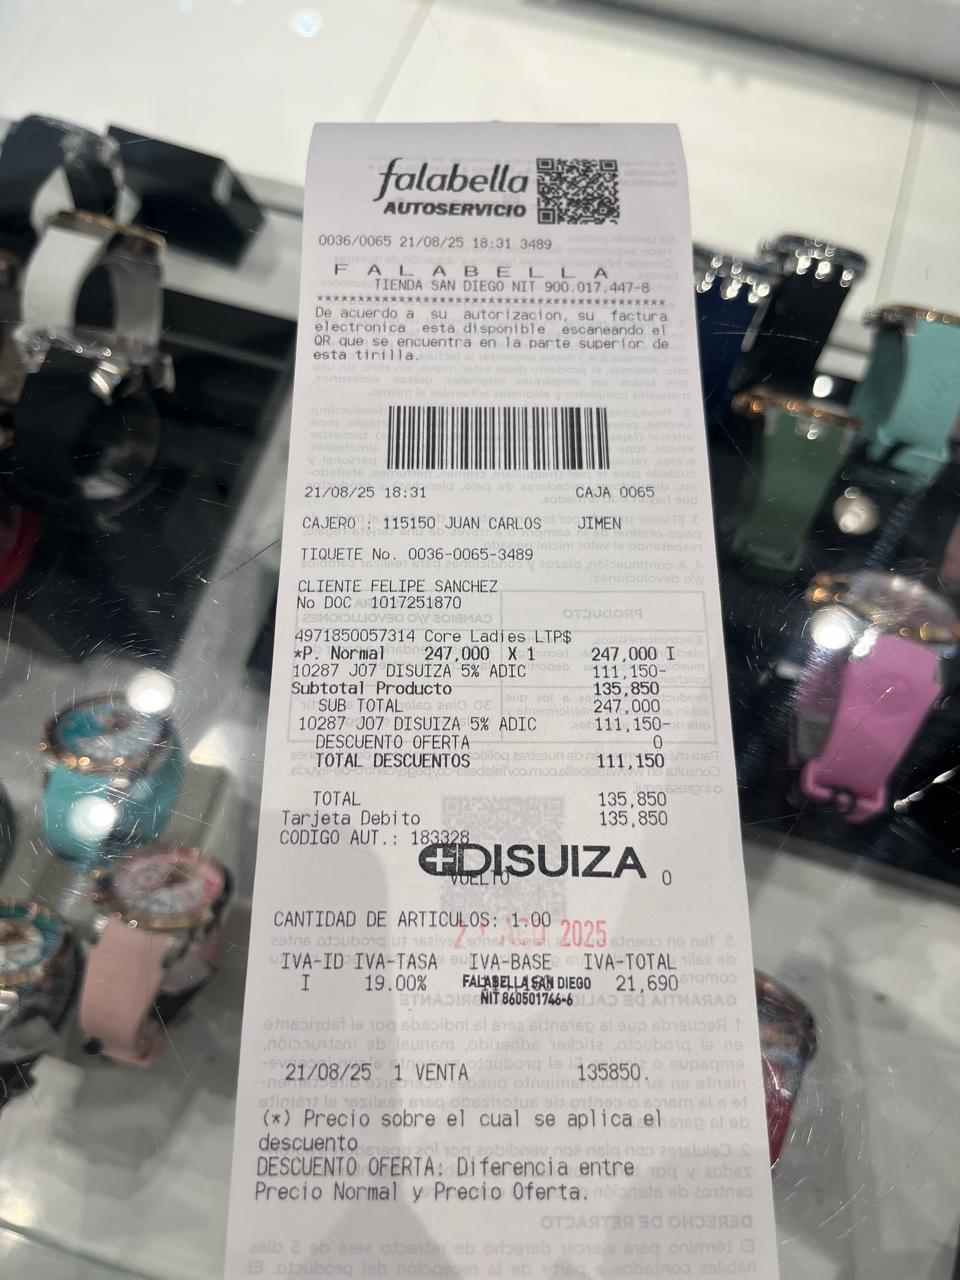 falabella
AUTOSERVICIO
0036/0065 21/08/25 18:31 3489
F A L A B E L L A
TIENDA SAN DIEGO NIT 900.017.447-8
****************************************************
De acuerdo a su autorizacion, su factura
electronica esta disponible escaneando el
QR que se encuentra en la parte superior de
esta tirilla.
21/08/25 18:31 CAJA 0065
CAJERO : 115150 JUAN CARLOS JIMEN
TIQUETE No. 0036-0065-3489
CLIENTE FELIPE SANCHEZ
No DOC 1017251870
4971850057314 Core Ladies LTP$
*P. Normal 247,000 X 1 247,000 I
10287 J07 DISUIZA 5% ADIC 111,150-
Subtotal Producto 135,850
SUB TOTAL 247,000
10287 J07 DISUIZA 5% ADIC 111,150-
DESCUENTO OFERTA 0
TOTAL DESCUENTOS 111,150
TOTAL 135,850
Tarjeta Debito 135,850
CODIGO AUT.: 183328
DISUIZA
VUELTO 0
CANTIDAD DE ARTICULOS: 1.00
2025
IVA-ID IVA-TASA IVA-BASE IVA-TOTAL
I 19.00% 21,690
FALABELLA SAN DIEGO
NIT 860501746-6
21/08/25 1 VENTA 135850.
(*) Precio sobre el cual se aplica el
descuento
DESCUENTO OFERTA: Diferencia entre
Precio Normal y Precio Oferta.